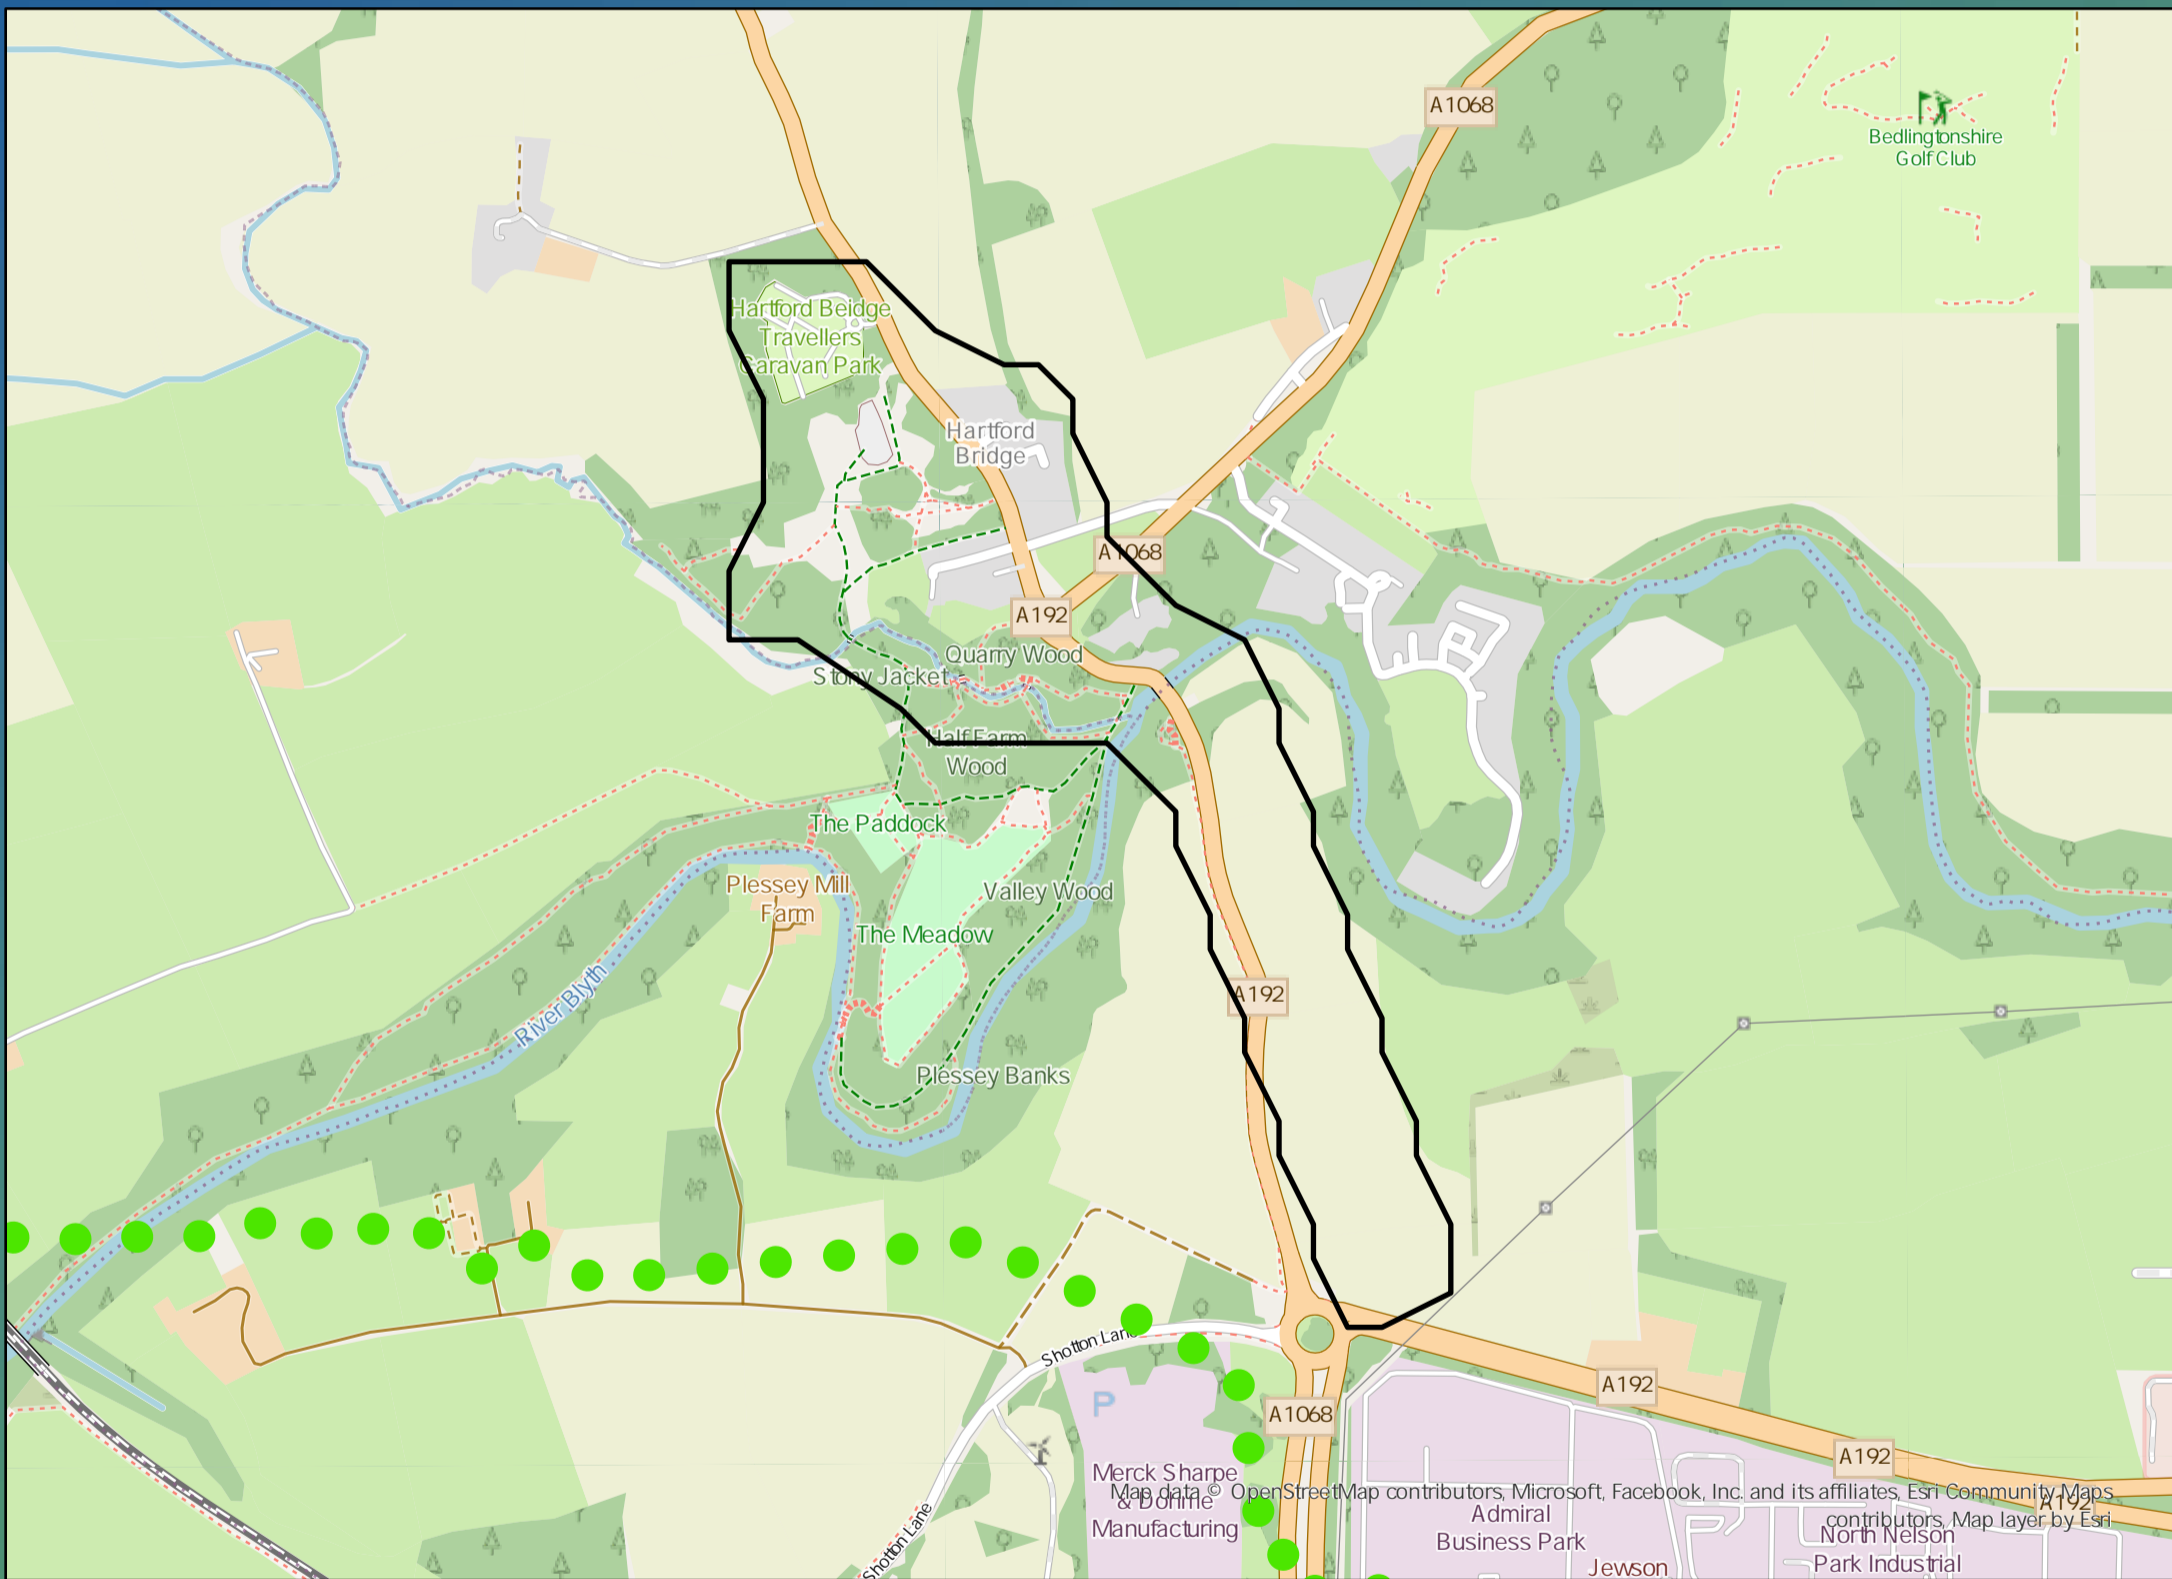 A1068
Bedlingtonshire
Golf Club
Hartford Beidge
Travellers
Caravan Park
Hartford
Bridge
A1068
A192
Quarry Wood
Stony Jacket
Half Farm
Wood
The Paddock
Plessey Mill
Farm
Valley Wood
The Meadow
A192
River Blyth
Plessey Banks
Shotton Lane
A192
P
A1068
A192
Merck Sharpe
& Dohme
Manufacturing
Map data © OpenStreetMap contributors, Microsoft, Facebook, Inc. and its affiliates, Esri Community Maps
contributors, Map layer by Esri
A192
Admiral
Business Park
North Nelson
Park Industrial
Shotton Lane
Jewson